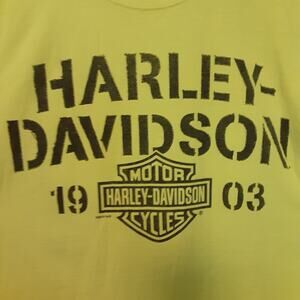 HARLEY-
DAVIDSON
MOTOR
19 HARLEY-DAVIDSON 03
CYCLES